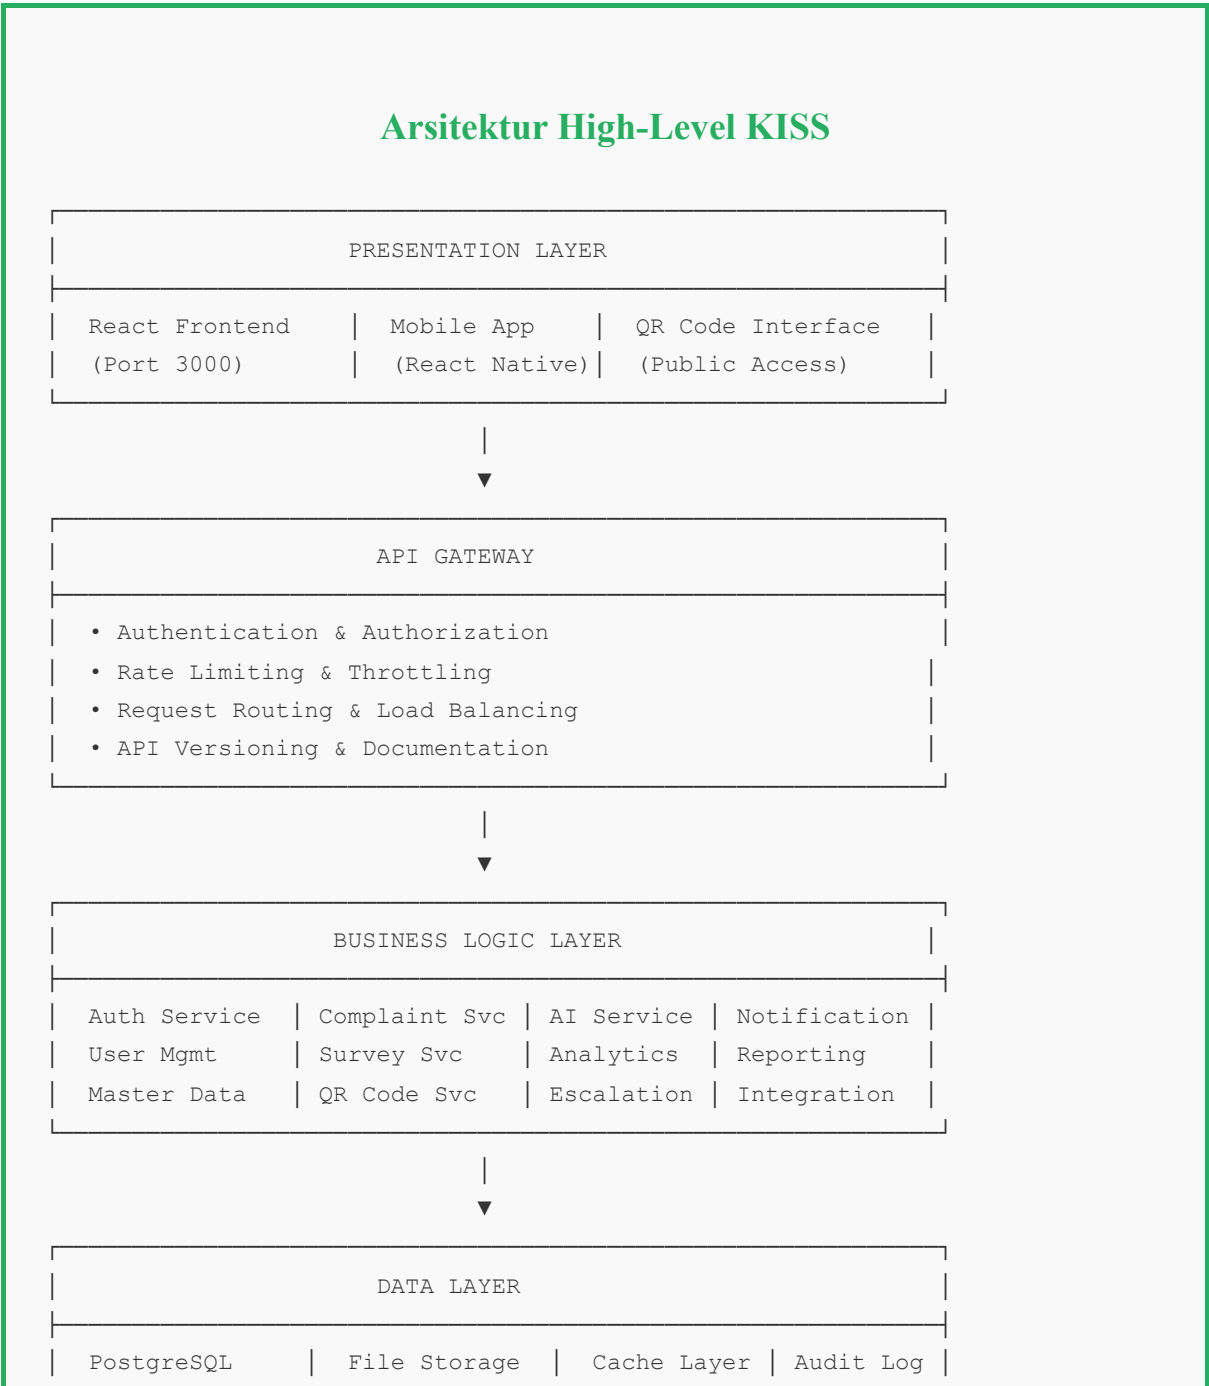 Arsitektur High-Level KISS
PRESENTATION LAYER
React Frontend │ Mobile App │ QR Code Interface
(Port 3000) │ (React Native)│ (Public Access)
│
▼
API GATEWAY
• Authentication & Authorization
• Rate Limiting & Throttling
• Request Routing & Load Balancing
• API Versioning & Documentation
│
▼
BUSINESS LOGIC LAYER
Auth Service │ Complaint Svc │ AI Service │ Notification
User Mgmt │ Survey Svc │ Analytics │ Reporting
Master Data │ QR Code Svc │ Escalation │ Integration
│
▼
DATA LAYER
PostgreSQL │ File Storage │ Cache Layer │ Audit Log